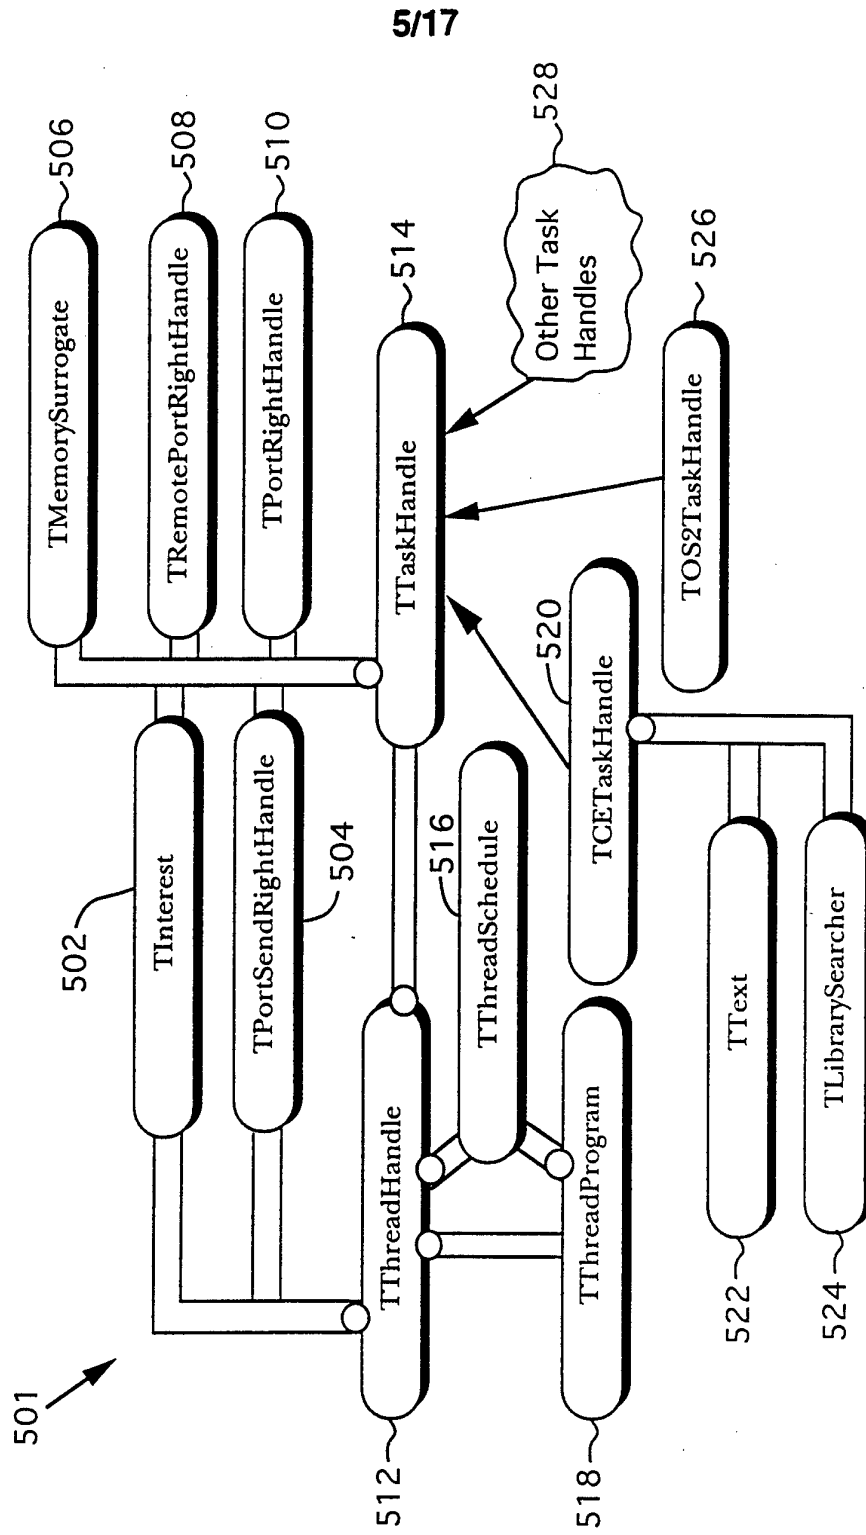 5/17
501
502
TInterest
504
TPortSendRightHandle
506
TMemorySurrogate
508
TRemotePortRightHandle
510
TPortRightHandle
512
TThreadHandle
514
TTaskHandle
516
TThreadSchedule
518
TThreadProgram
520
TCETaskHandle
522
TText
524
TLibrarySearcher
526
TOS2TaskHandle
528
Other Task
Handles